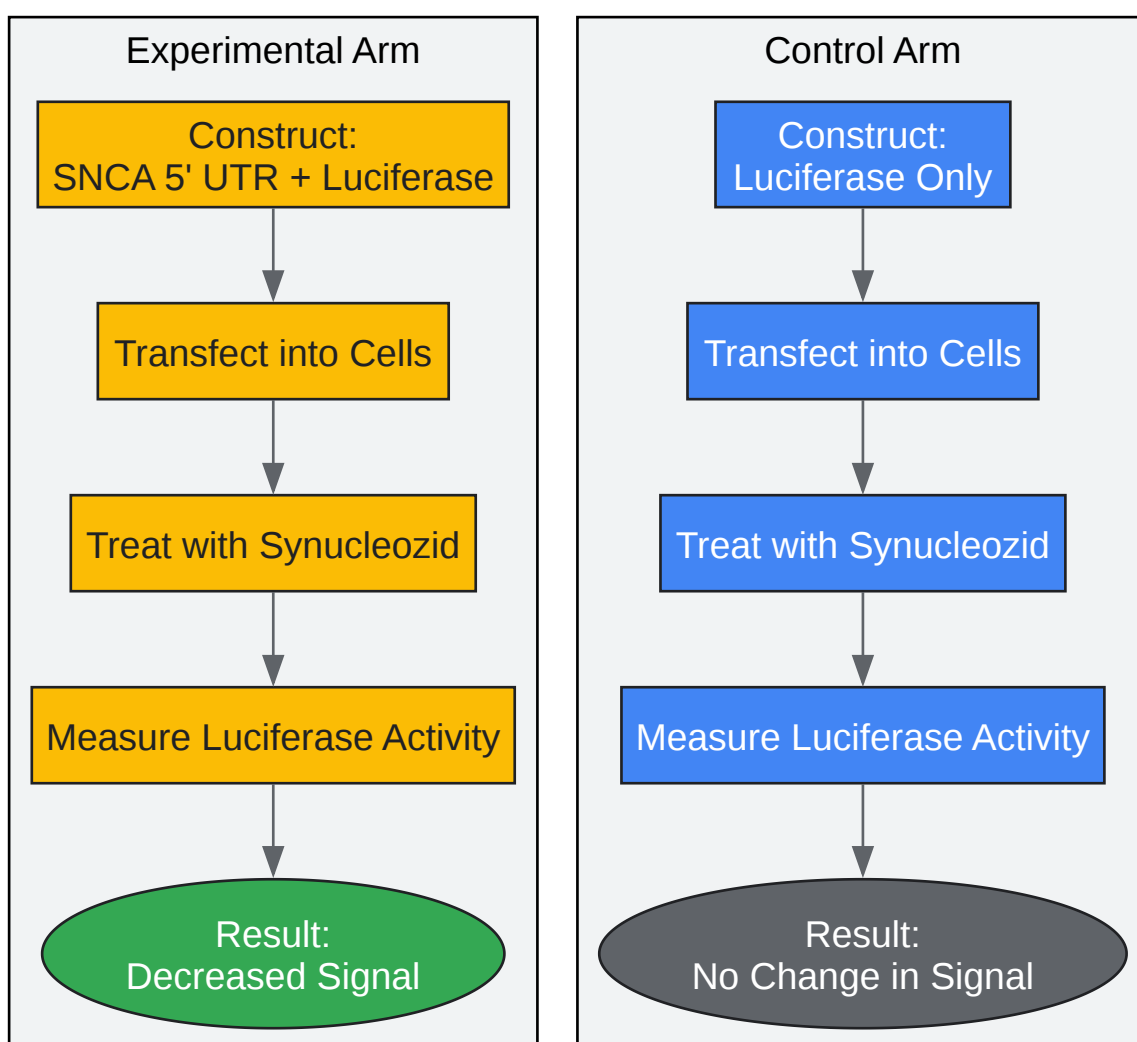 Experimental Arm
Construct:
SNCA 5' UTR + Luciferase
Transfect into Cells
Treat with Synucleozid
Measure Luciferase Activity
Result:
Decreased Signal
Control Arm
Construct:
Luciferase Only
Transfect into Cells
Treat with Synucleozid
Measure Luciferase Activity
Result:
No Change in Signal